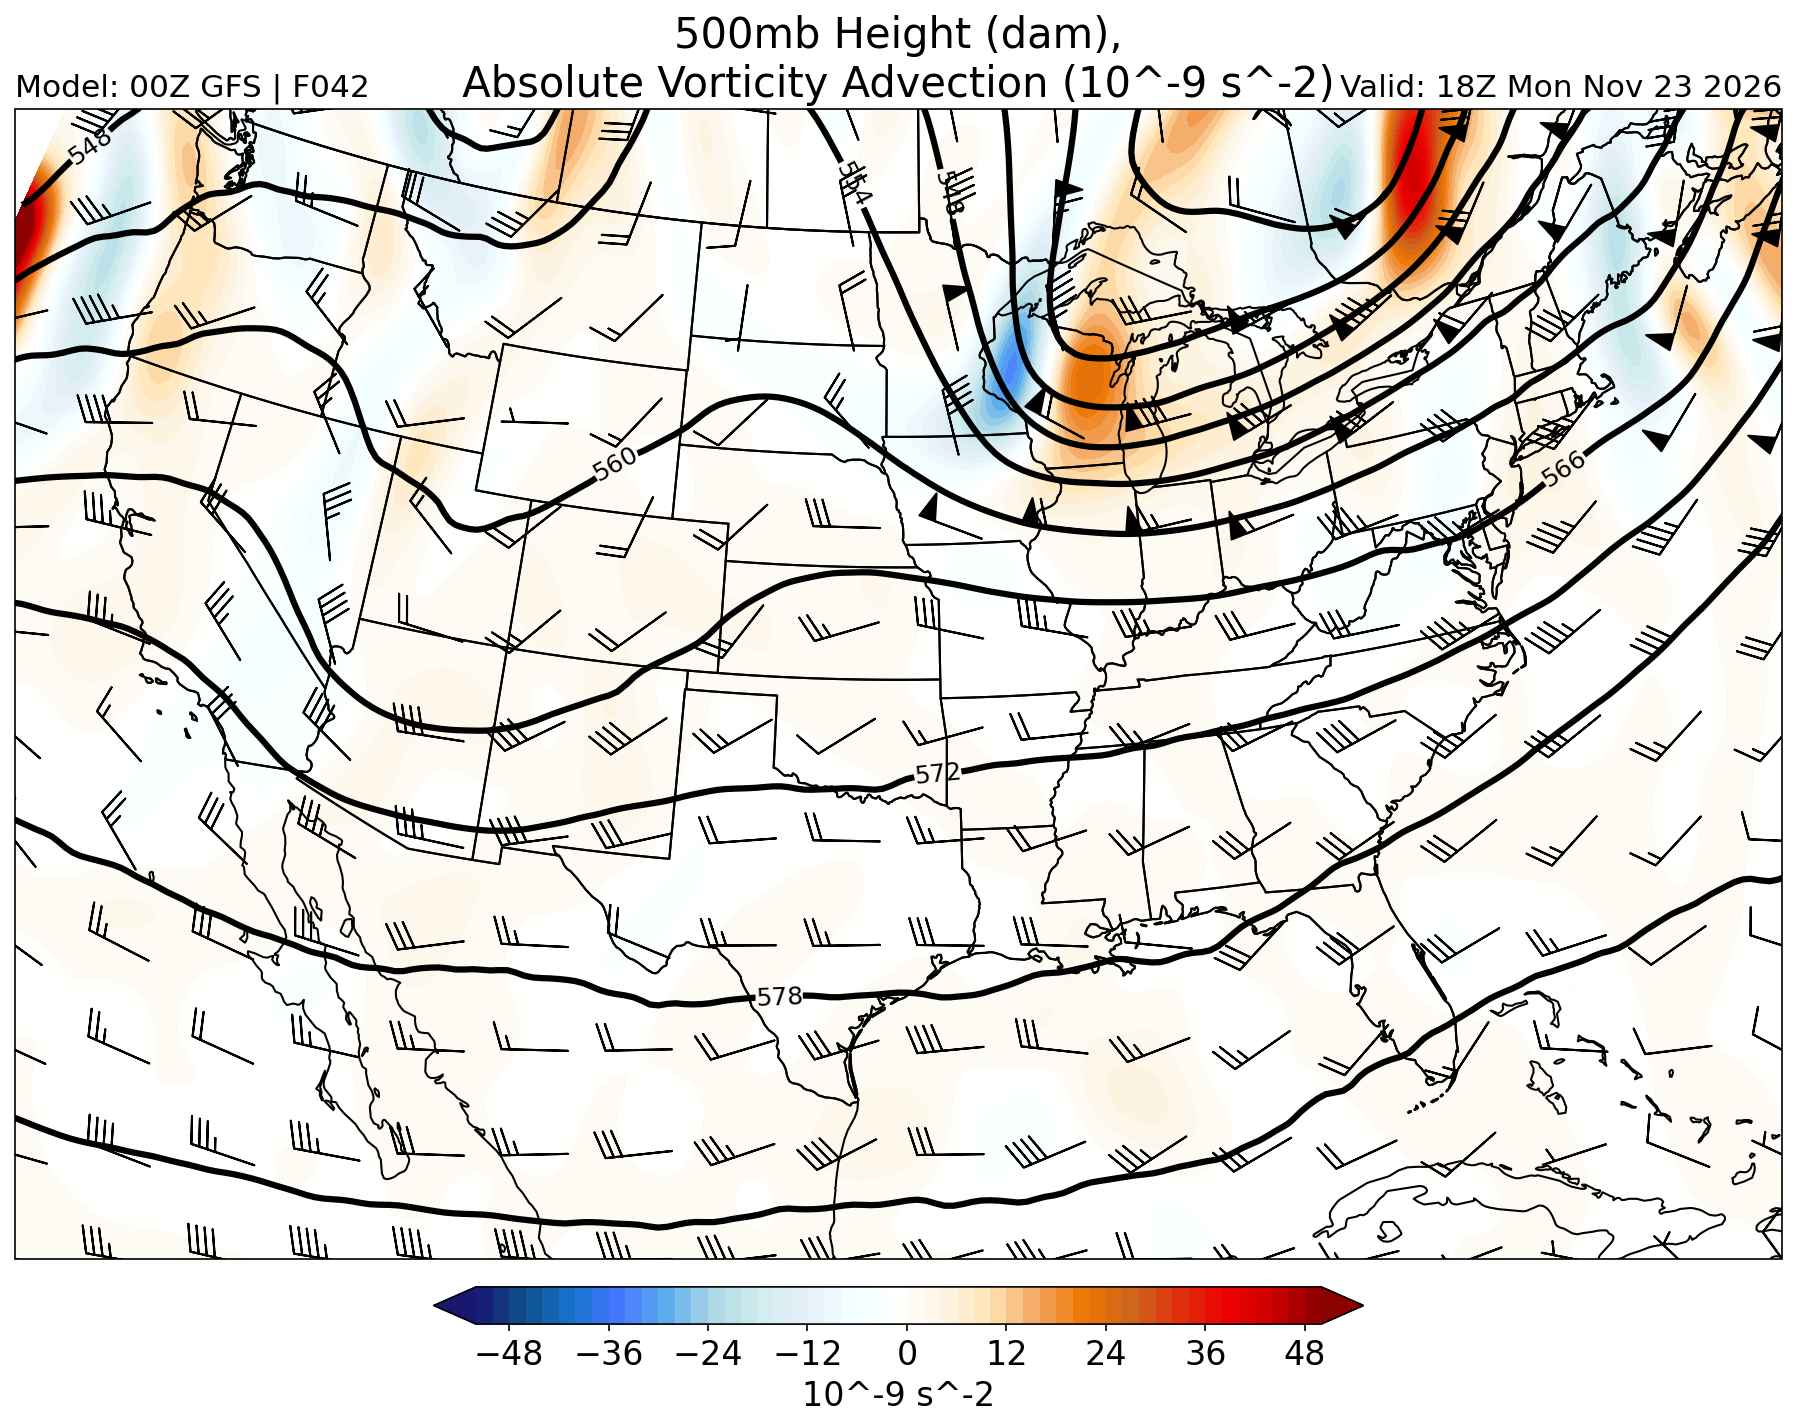 500mb Height (dam),
Model: 00Z GFS | F042
Absolute Vorticity Advection (10^-9 s^-2)
Valid: 18Z Mon Nov 23 2026
548
554
548
560
566
572
578
−48 −36 −24 −12 0 12 24 36 48
10^-9 s^-2